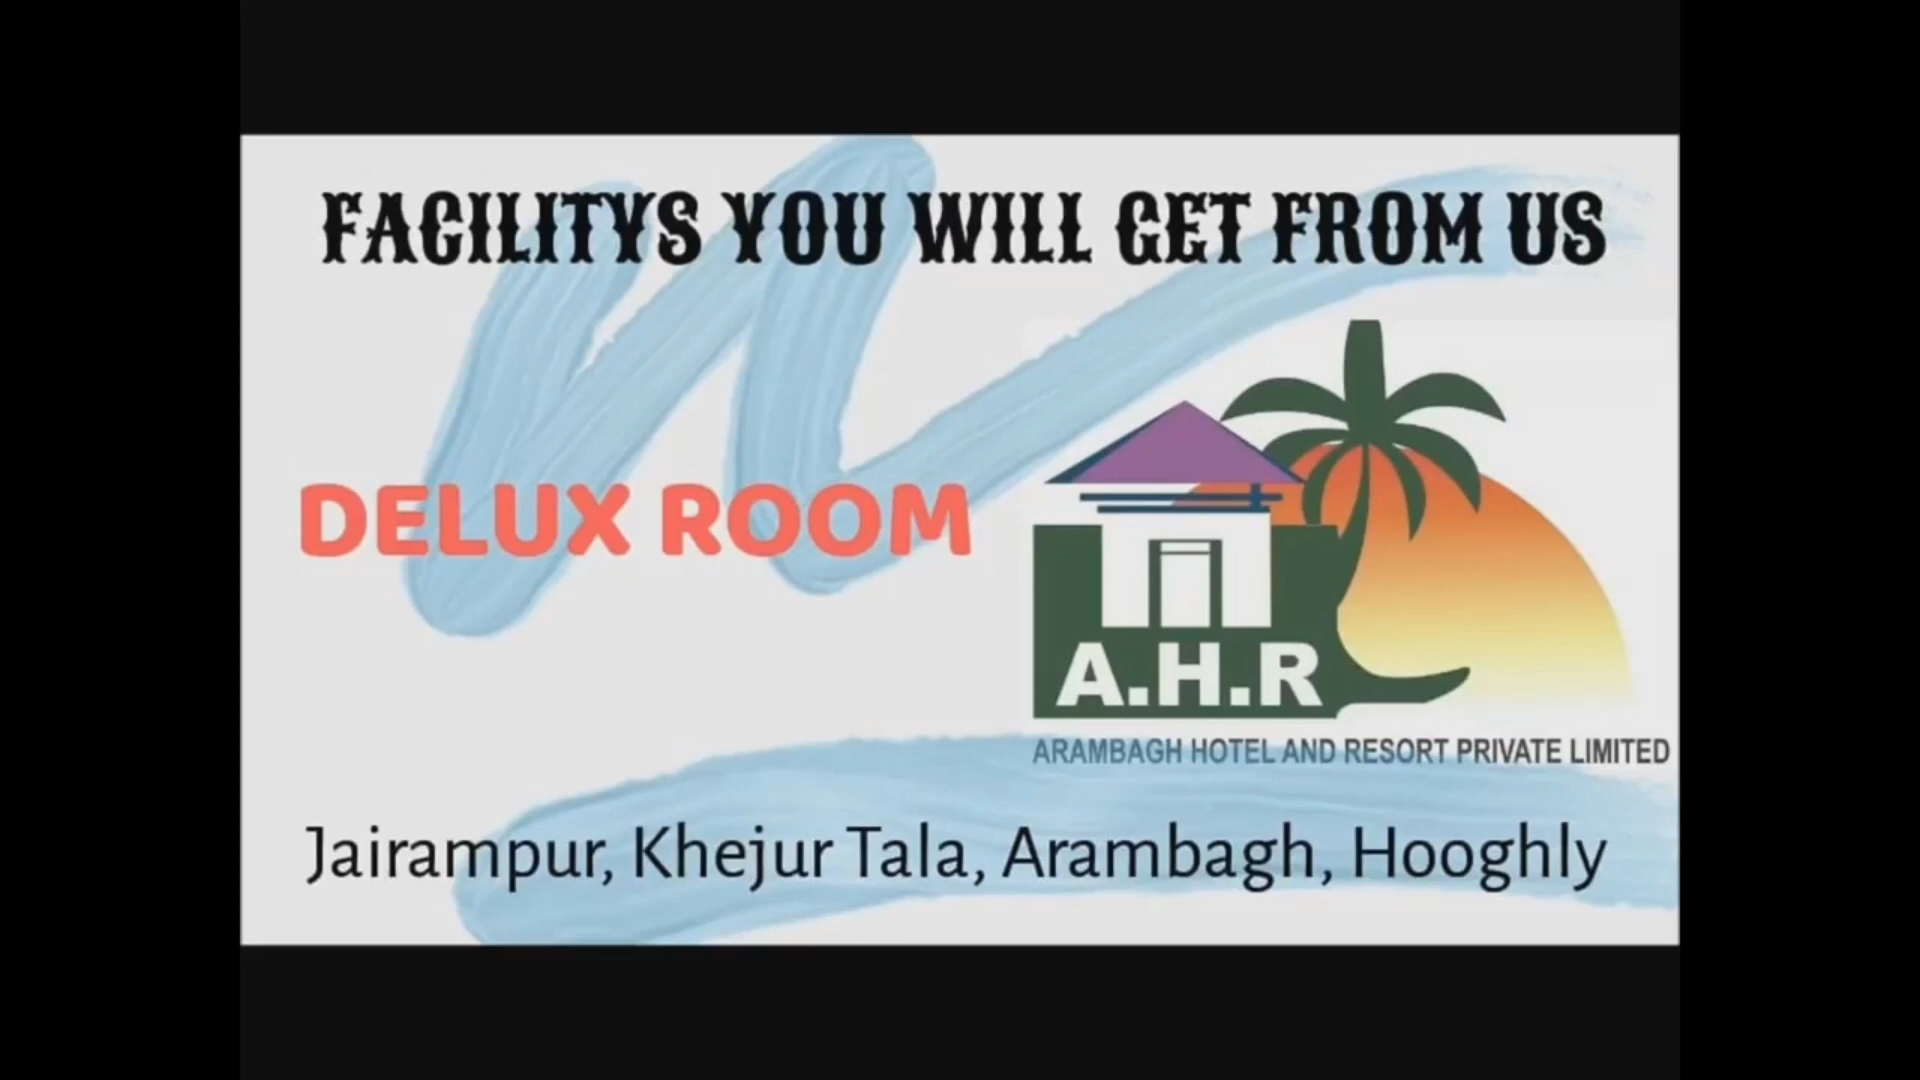 FACILITYS YOU WILL GET FROM US
DELUX ROOM
A.H.R
ARAMBAGH HOTEL AND RESORT PRIVATE LIMITED
Jairampur, Khejur Tala, Arambagh, Hooghly